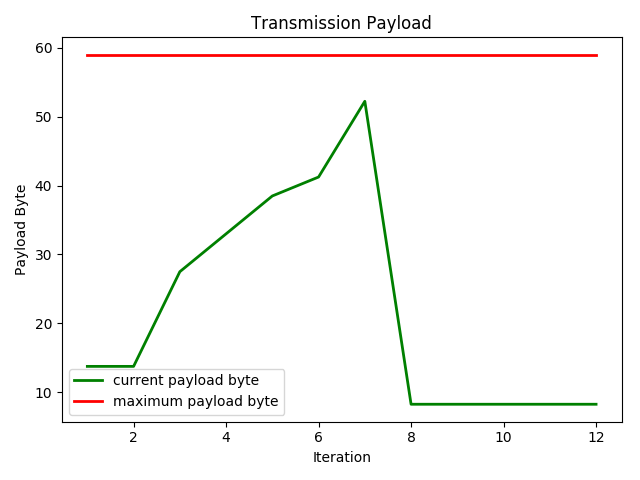 Transmission Payload
Payload Byte
60
50
40
30
20
10
current payload byte
maximum payload byte
2 4 6 8 10 12
Iteration